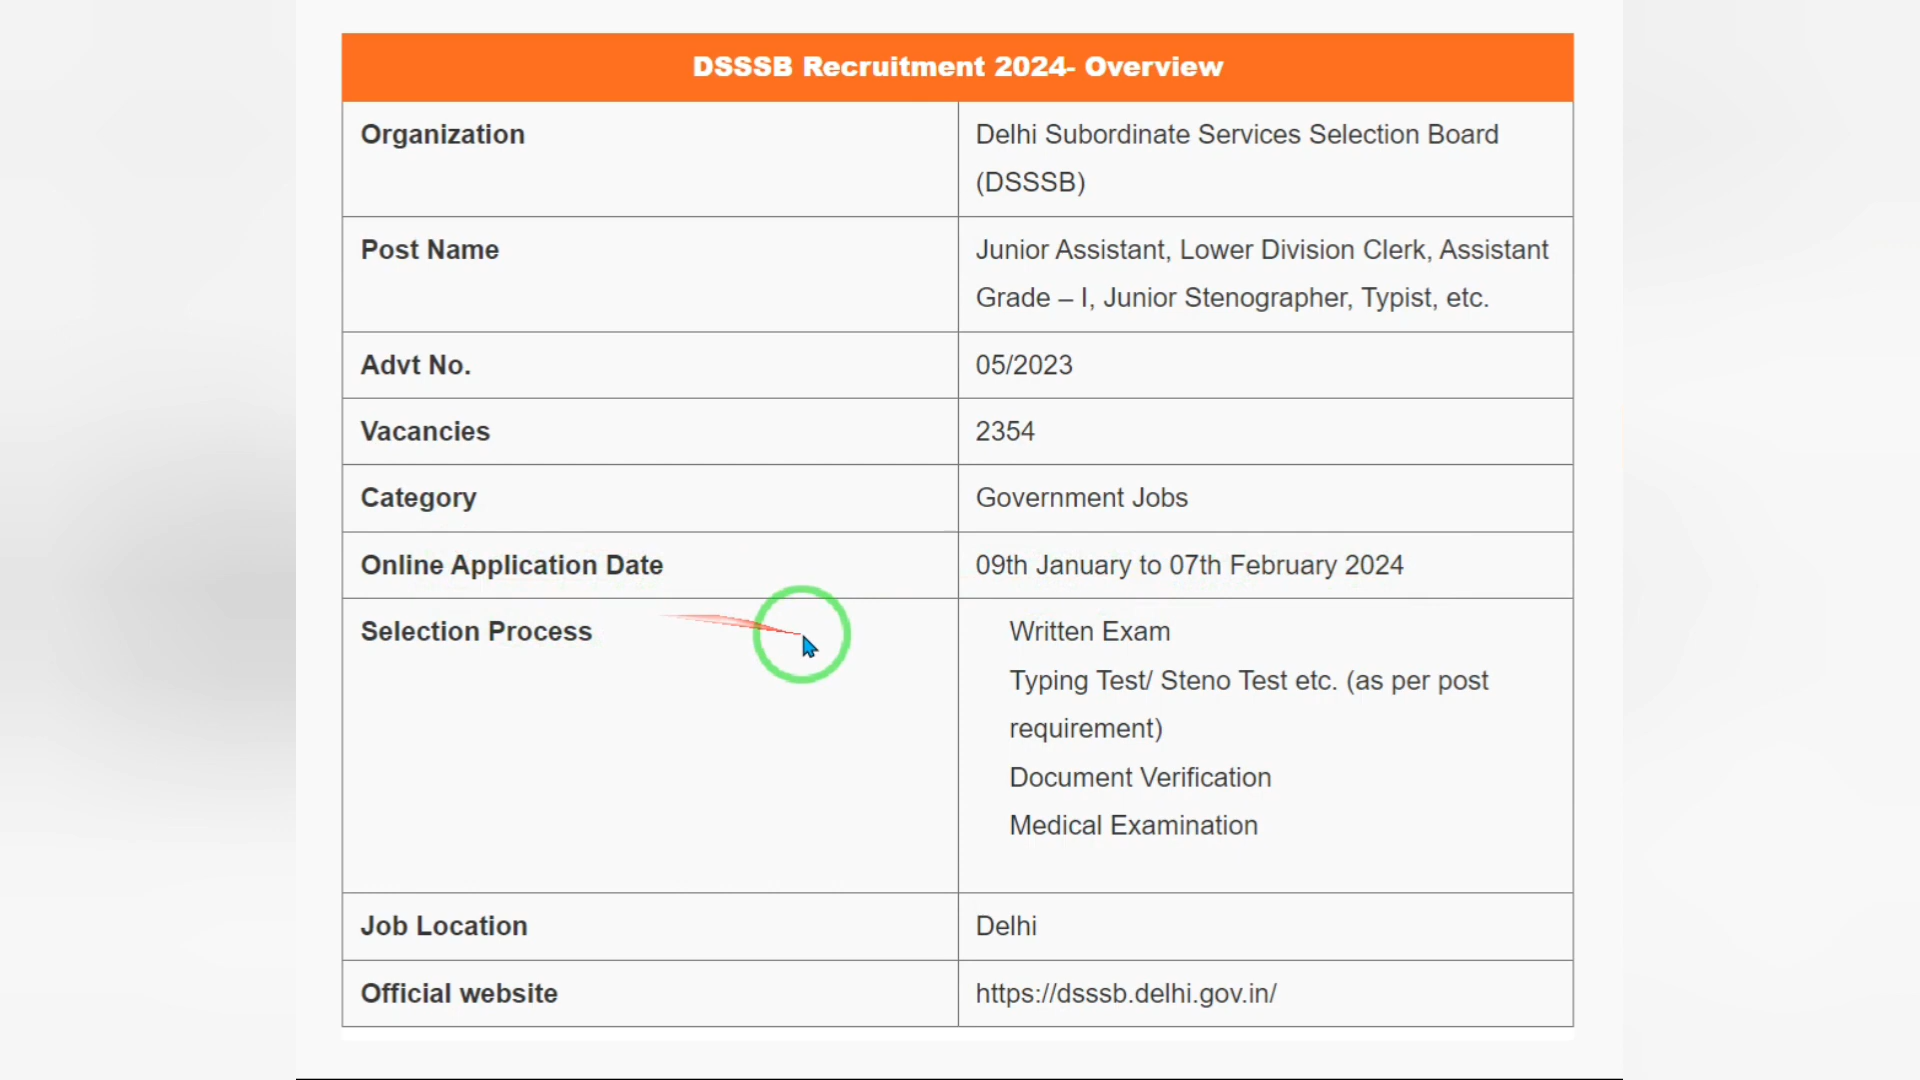 DSSSB Recruitment 2024- Overview
Organization
Delhi Subordinate Services Selection Board
(DSSSB)
Post Name
Junior Assistant, Lower Division Clerk, Assistant
Grade – I, Junior Stenographer, Typist, etc.
Advt No.
05/2023
Vacancies
2354
Category
Government Jobs
Online Application Date
09th January to 07th February 2024
Selection Process
Written Exam
Typing Test/ Steno Test etc. (as per post
requirement)
Document Verification
Medical Examination
Job Location
Delhi
Official website
https://dsssb.delhi.gov.in/